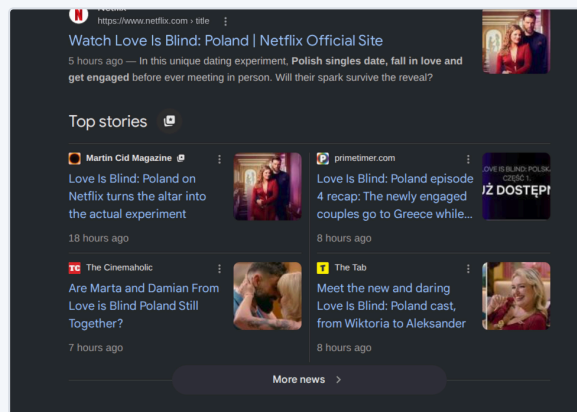 Netflix
https://www.netflix.com › title
Watch Love Is Blind: Poland | Netflix Official Site
5 hours ago — In this unique dating experiment, Polish singles date, fall in love and
get engaged before ever meeting in person. Will their spark survive the reveal?
Top stories
Martin Cid Magazine
Love Is Blind: Poland on
Netflix turns the altar into
the actual experiment
18 hours ago
primetimer.com
Love Is Blind: Poland episode
4 recap: The newly engaged
couples go to Greece while...
8 hours ago
LOVE IS BLIND: POLSKA
CZĘŚĆ 1.
JUŻ DOSTĘPN
TC The Cinemaholic
Are Marta and Damian From
Love is Blind Poland Still
Together?
7 hours ago
T The Tab
Meet the new and daring
Love Is Blind: Poland cast,
from Wiktoria to Aleksander
8 hours ago
More news